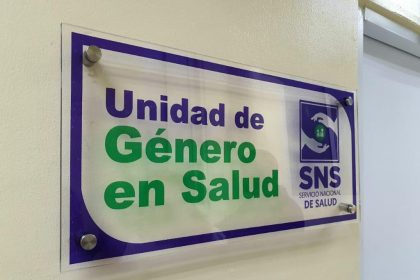 Unidad de
Género
en Salud
SNS
SERVICIO NACIONAL
DE SALUD